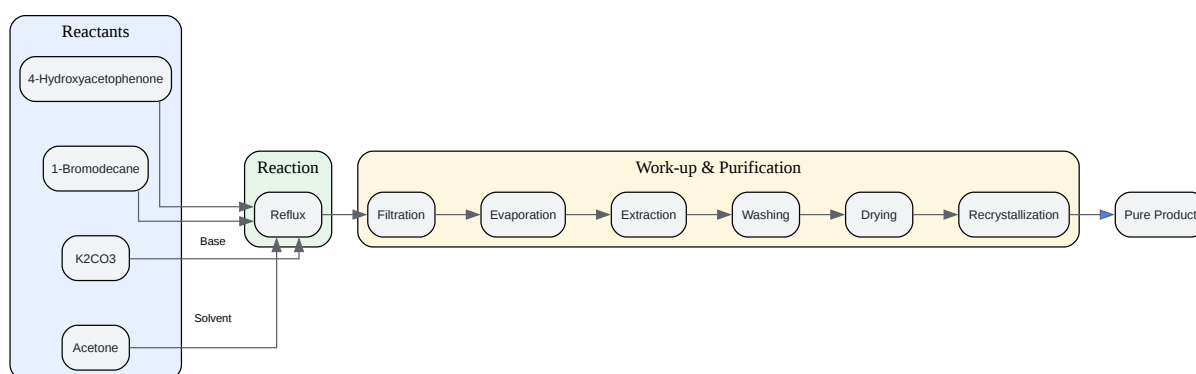 Reactants
4-Hydroxyacetophenone
1-Bromodecane
K2CO3
Acetone
Base
Solvent
Reaction
Reflux
Work-up & Purification
Filtration
Evaporation
Extraction
Washing
Drying
Recrystallization
Pure Product